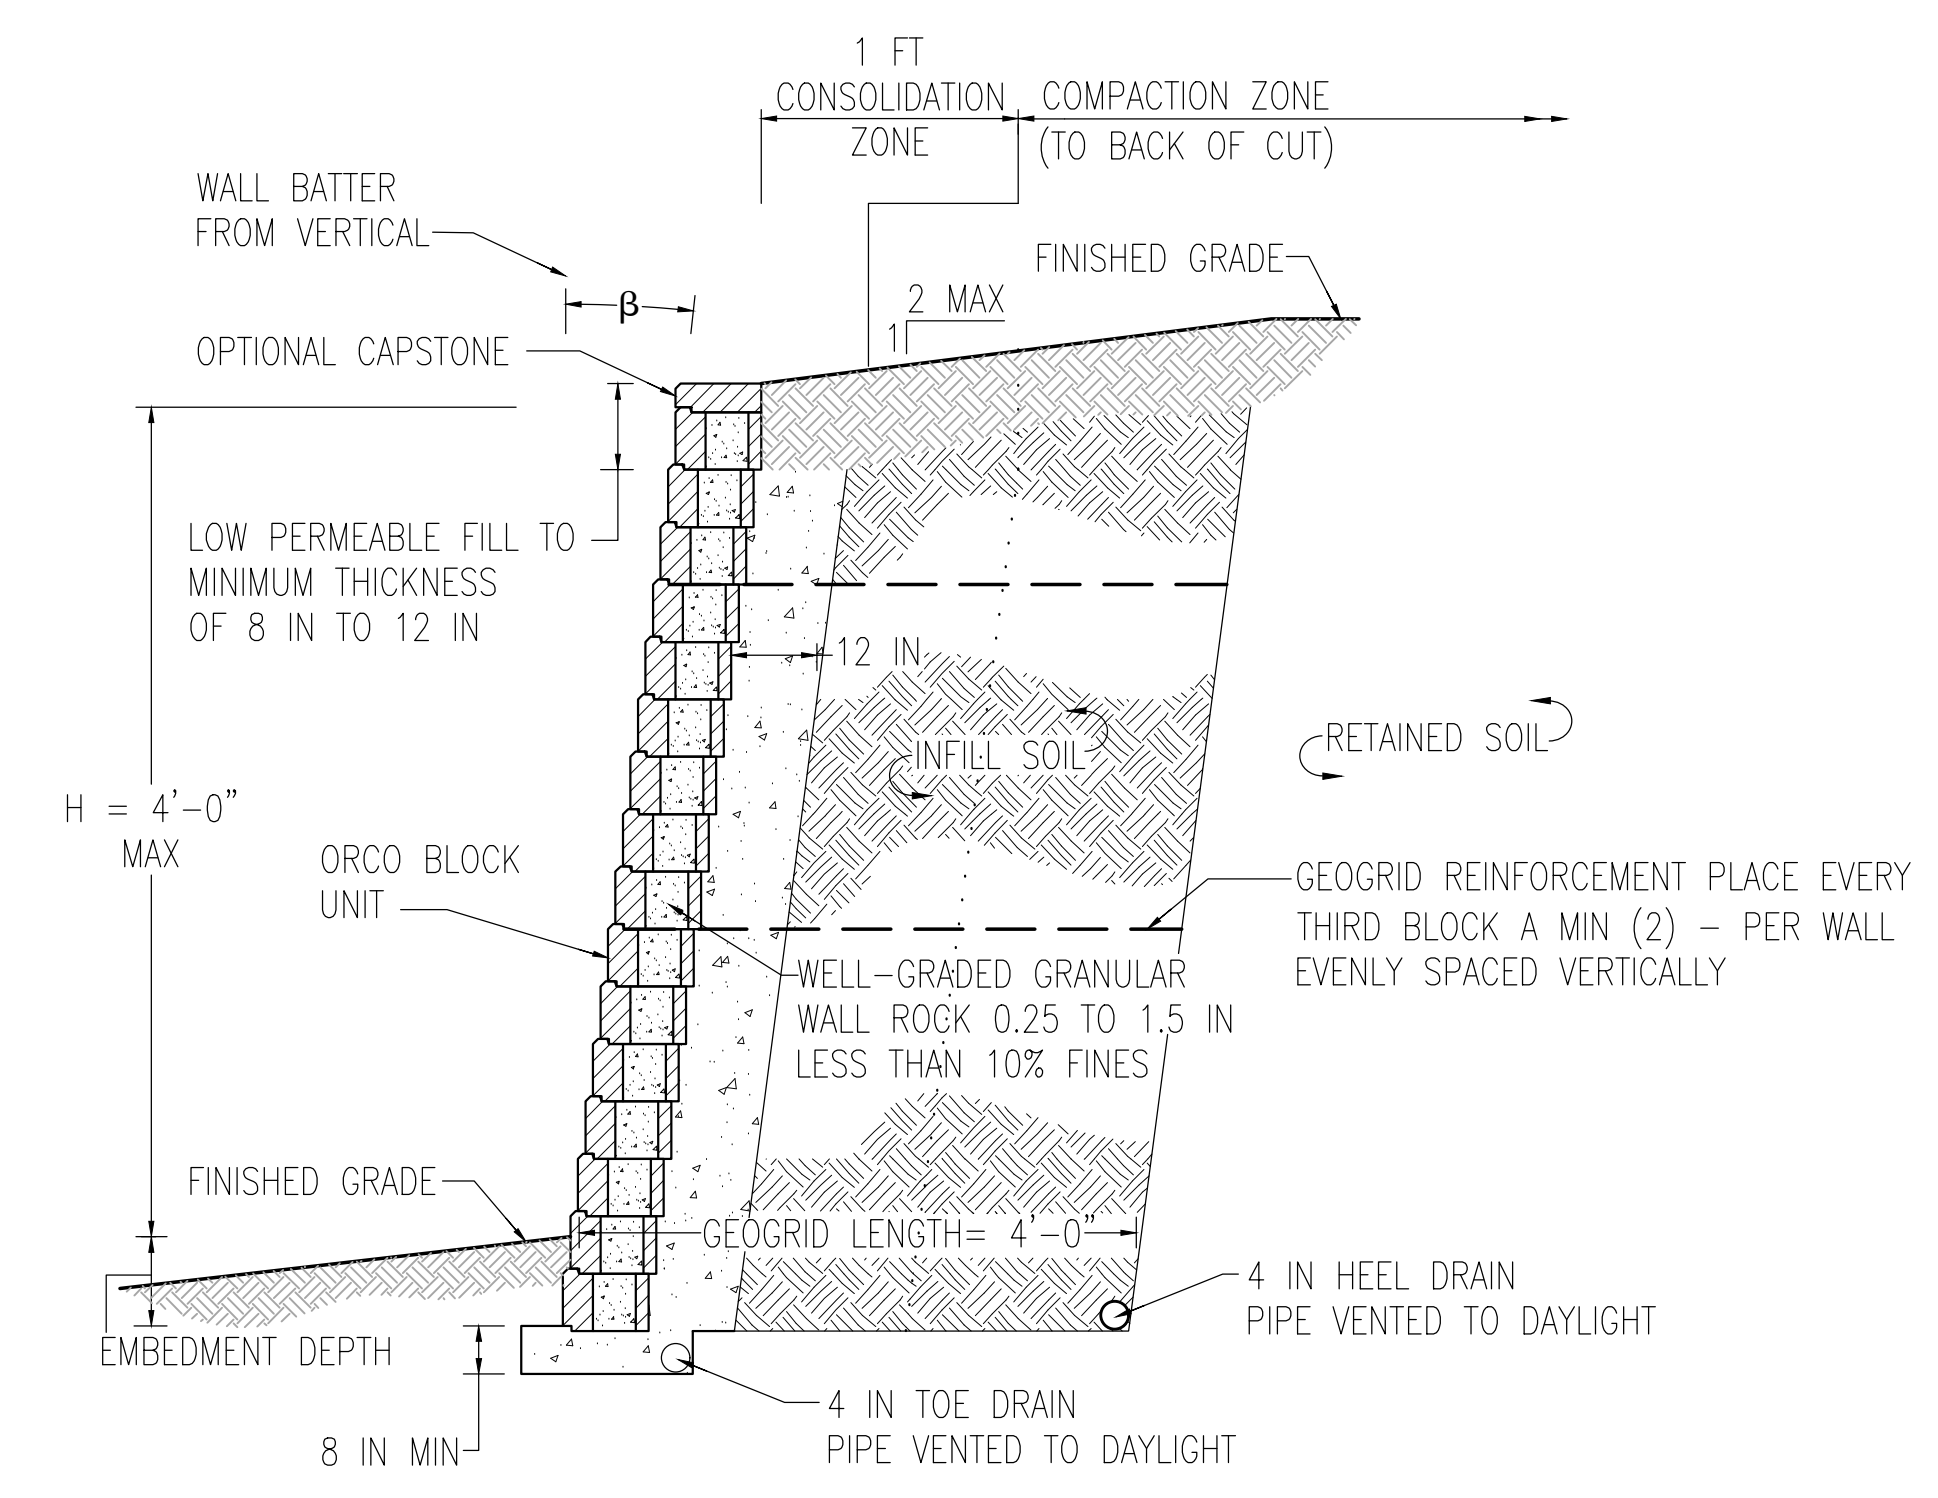 1 FT
CONSOLIDATION
ZONE
COMPACTION ZONE
(TO BACK OF CUT)
WALL BATTER
FROM VERTICAL
FINISHED GRADE
β
2 MAX
1
OPTIONAL CAPSTONE
LOW PERMEABLE FILL TO
MINIMUM THICKNESS
OF 8 IN TO 12 IN
12 IN
INFILL SOIL
RETAINED SOIL
H = 4'-0"
MAX
ORCO BLOCK
UNIT
GEOGRID REINFORCEMENT PLACE EVERY
THIRD BLOCK A MIN (2) - PER WALL
EVENLY SPACED VERTICALLY
WELL-GRADED GRANULAR
WALL ROCK 0.25 TO 1.5 IN
LESS THAN 10% FINES
FINISHED GRADE
GEOGRID LENGTH= 4'-0"
4 IN HEEL DRAIN
PIPE VENTED TO DAYLIGHT
EMBEDMENT DEPTH
4 IN TOE DRAIN
PIPE VENTED TO DAYLIGHT
8 IN MIN